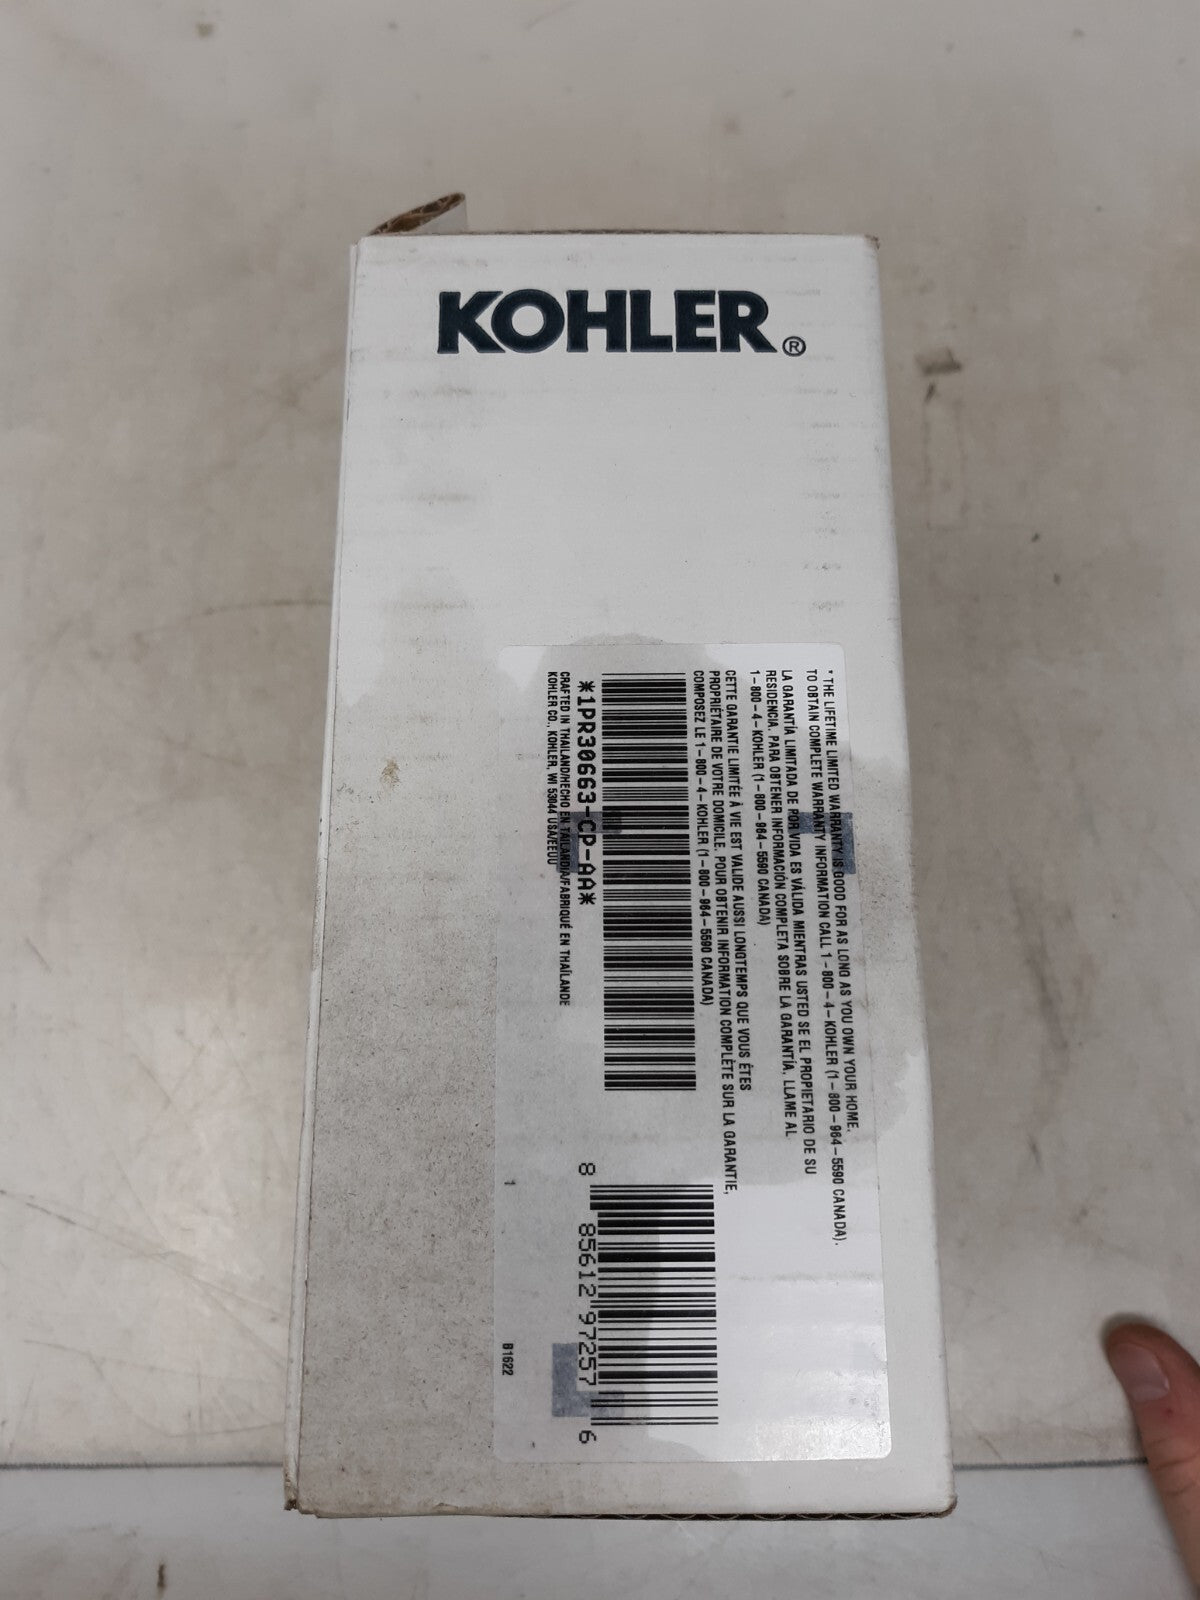 KOHLER®
* THE LIFETIME LIMITED WARRANTY IS GOOD FOR AS LONG AS YOU OWN YOUR HOME.
TO OBTAIN COMPLETE WARRANTY INFORMATION CALL 1-800-4-KOHLER (1-800-964-5590 CANADA).
LA GARANTÍA LIMITADA DE POR VIDA ES VÁLIDA MIENTRAS USTED SE EL PROPIETARIO DE SU
RESIDENCIA. PARA OBTENER INFORMACIÓN COMPLETA SOBRE LA GARANTÍA, LLAME AL
1-800-4-KOHLER (1-800-964-5590 CANADA)
CETTE GARANTIE LIMITÉE À VIE EST VALIDE AUSSI LONGTEMPS QUE VOUS ÊTES
PROPRIÉTAIRE DE VOTRE DOMICILE. POUR OBTENIR INFORMATION COMPLÈTE SUR LA GARANTIE,
COMPOSEZ LE 1-800-4-KOHLER (1-800-964-5590 CANADA)
*1PR30663-CP-AA*
CRAFTED IN THAILAND/HECHO EN TAILANDIA/FABRIQUÉ EN THAÏLANDE
KOHLER CO., KOHLER, WI 53044 USA/EEUU
8 85612 97257 6
1 B1622